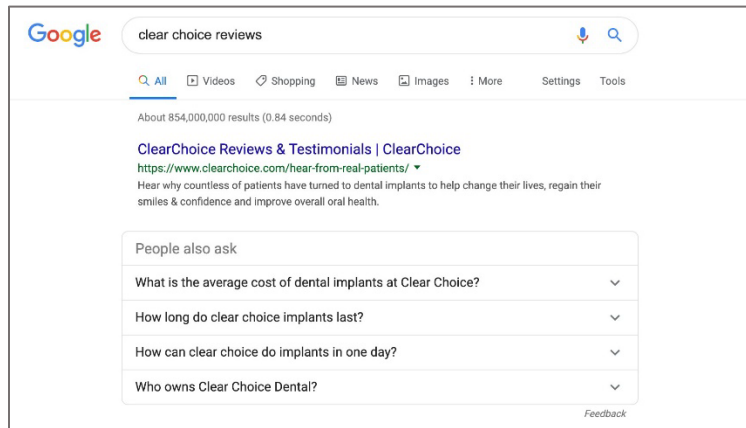 Google
clear choice reviews
All Videos Shopping News Images More Settings Tools
About 854,000,000 results (0.84 seconds)
ClearChoice Reviews & Testimonials | ClearChoice
https://www.clearchoice.com/hear-from-real-patients/
Hear why countless of patients have turned to dental implants to help change their lives, regain their
smiles & confidence and improve overall oral health.
People also ask
What is the average cost of dental implants at Clear Choice?
How long do clear choice implants last?
How can clear choice do implants in one day?
Who owns Clear Choice Dental?
Feedback